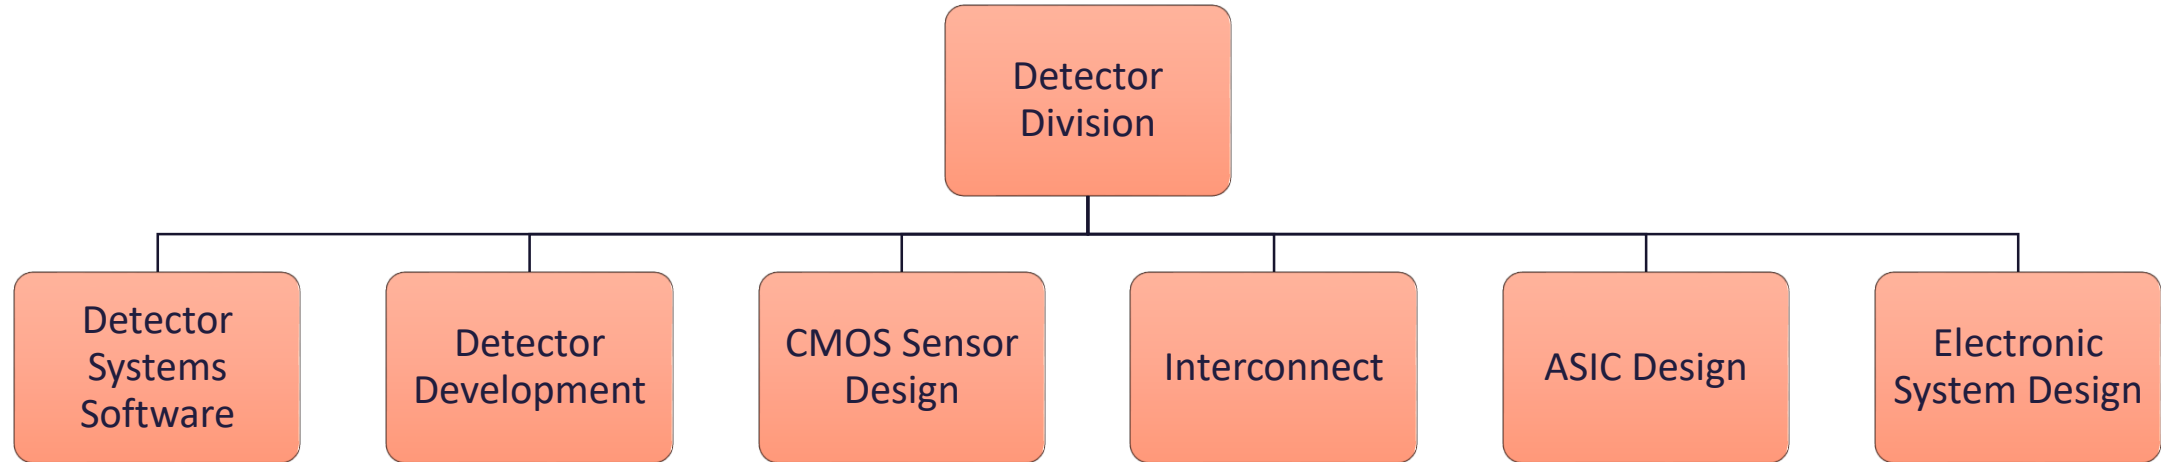 Detector
Division
Detector
Systems
Software
Detector
Development
CMOS Sensor
Design
Interconnect
ASIC Design
Electronic
System Design